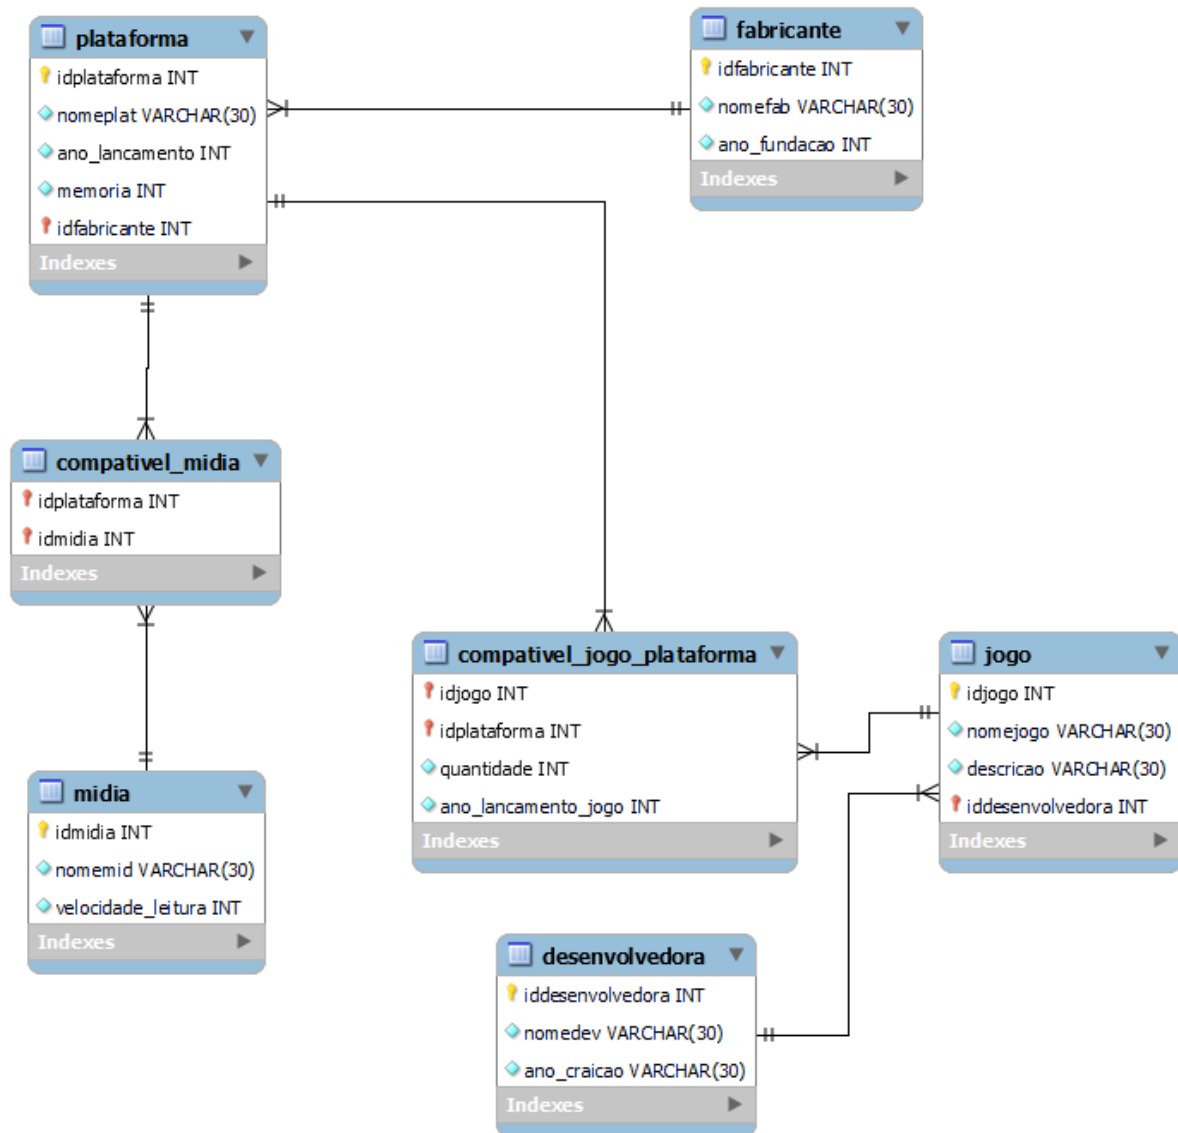 plataforma
idplataforma INT
nomeplat VARCHAR(30)
ano_lancamento INT
memoria INT
idfabricante INT
Indexes
fabricante
idfabricante INT
nomefab VARCHAR(30)
ano_fundacao INT
Indexes
compativel_midia
idplataforma INT
idmidia INT
Indexes
compativel_jogo_plataforma
idjogo INT
idplataforma INT
quantidade INT
ano_lancamento_jogo INT
Indexes
jogo
idjogo INT
nomejogo VARCHAR(30)
descricao VARCHAR(30)
iddesenvolvedora INT
Indexes
midia
idmidia INT
nomemid VARCHAR(30)
velocidade_leitura INT
Indexes
desenvolvedora
iddesenvolvedora INT
nomedev VARCHAR(30)
ano_craicao VARCHAR(30)
Indexes